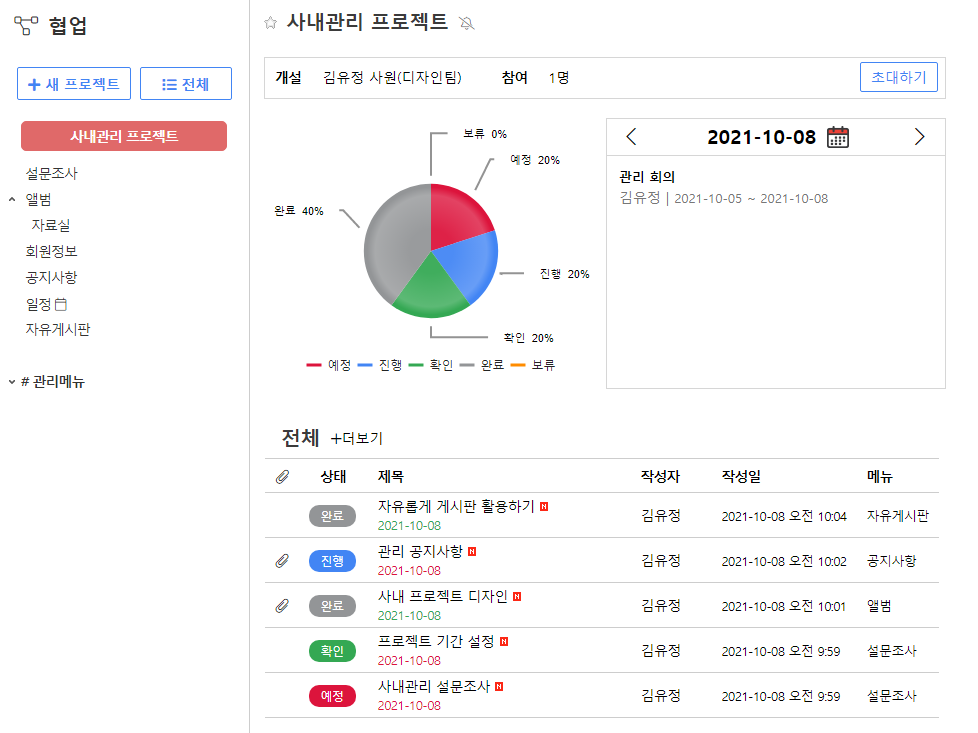 협업
+ 새 프로젝트
전체
사내관리 프로젝트
설문조사
앨범
자료실
회원정보
공지사항
일정
자유게시판
# 관리메뉴
사내관리 프로젝트
개설 김유정 사원(디자인팀) 참여 1명
초대하기
보류 0%
예정 20%
완료 40%
진행 20%
확인 20%
예정 진행 확인 완료 보류
2021-10-08
관리 회의
김유정 | 2021-10-05 ~ 2021-10-08
전체 +더보기
상태 제목 작성자 작성일 메뉴
완료 자유롭게 게시판 활용하기 N 김유정 2021-10-08 오전 10:04 자유게시판
2021-10-08
진행 관리 공지사항 N 김유정 2021-10-08 오전 10:02 공지사항
2021-10-08
완료 사내 프로젝트 디자인 N 김유정 2021-10-08 오전 10:01 앨범
2021-10-08
확인 프로젝트 기간 설정 N 김유정 2021-10-08 오전 9:59 설문조사
2021-10-08
예정 사내관리 설문조사 N 김유정 2021-10-08 오전 9:59 설문조사
2021-10-08